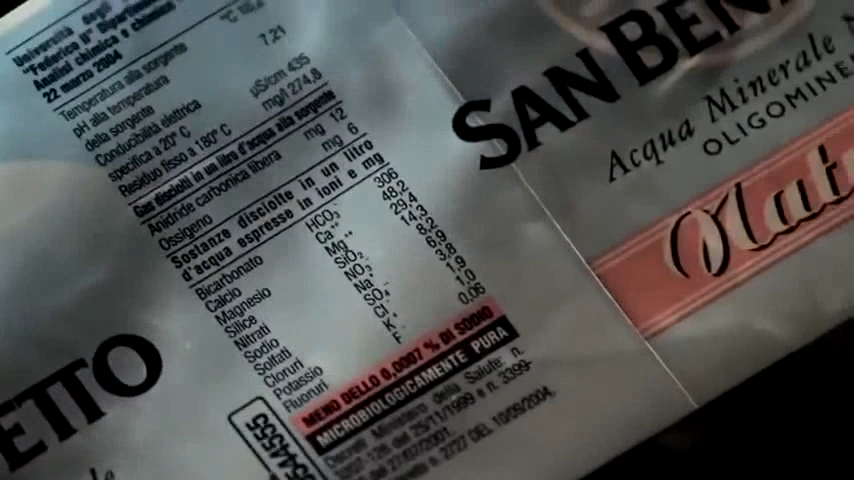 Università degli
"Federico II" Dipartimento
Analisi chimica e chimico
22 marzo 2004
Temperatura alla sorgente °C
pH alla temperatura
della sorgente 7,21
Conducibilità elettrica
specifica a 20° C µS/cm 435
Residuo fisso a 180° C mg/l 274,8
Gas disciolti in un litro d'acqua alla sorgente
Anidride carbonica libera mg 12
Ossigeno mg 6
Sostanze disciolte in un litro
d'acqua espresse in ioni e mg
Bicarbonato HCO₃⁻ 306
Calcio Ca⁺⁺ 48,2
Magnesio Mg⁺⁺ 29,4
Silice SiO₂ 14,3
Nitrati NO₃⁻ 8,2
Sodio Na⁺ 6,9
Solfati SO₄⁻ 3,8
Cloruri Cl⁻ 1,9
Potassio K⁺ 1,0
Fluoruri F⁻ 0,06
MENO DELLO 0,0007 % DI SODIO
MICROBIOLOGICAMENTE PURA
Decreti Ministero della Salute: n.
3207-126 del 25/11/1999 e n. 3399-
del 27/07/2001.
n. 2727 DEL 10/05/2004.
544555
ETTO
SAN BEN
Acqua Minerale
OLIGOMINE
Nat